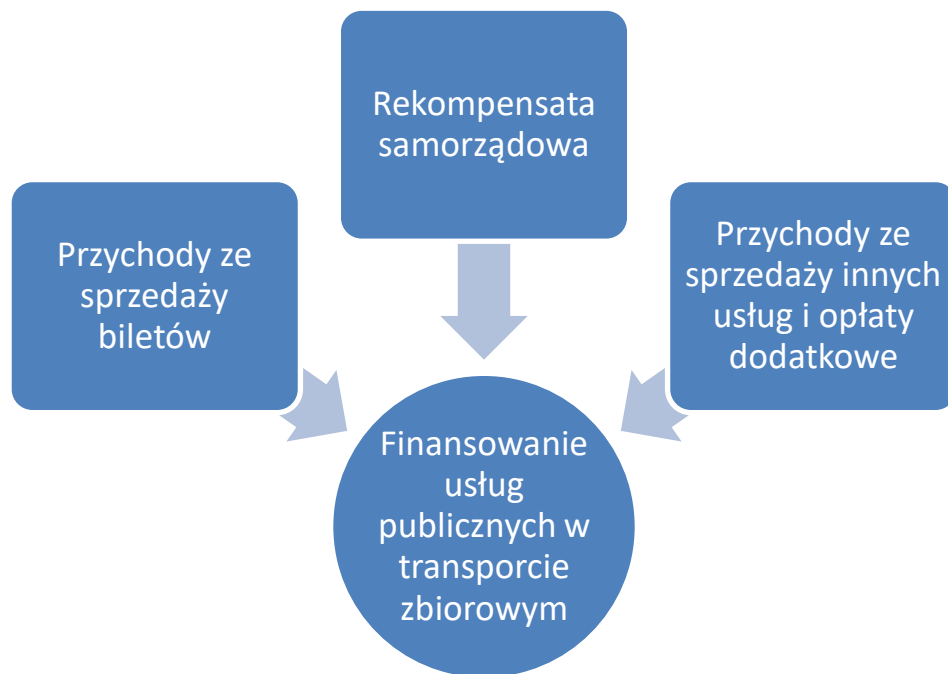 Rekompensata
samorządowa
Przychody ze
sprzedaży
biletów
Przychody ze
sprzedaży innych
usług i opłaty
dodatkowe
Finansowanie
usług
publicznych w
transporcie
zbiorowym